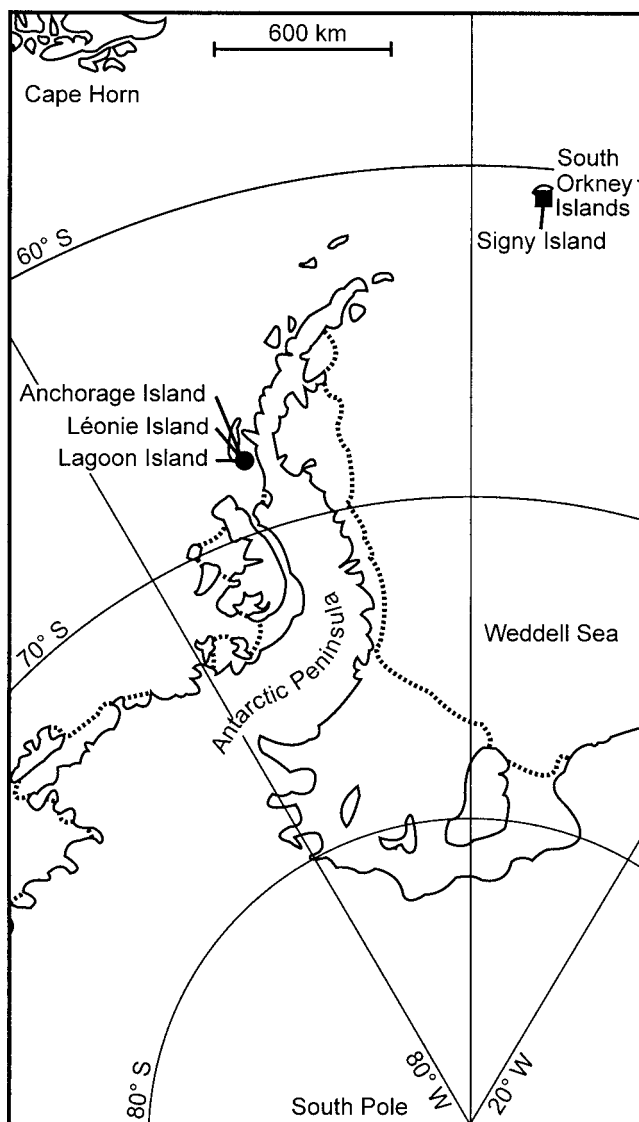 600 km
Cape Horn
South
Orkney
Islands
Signy Island
60° S
Anchorage Island
Léonie Island
Lagoon Island
70° S
Weddell Sea
Antarctic Peninsula
80° S
80° W
20° W
South Pole